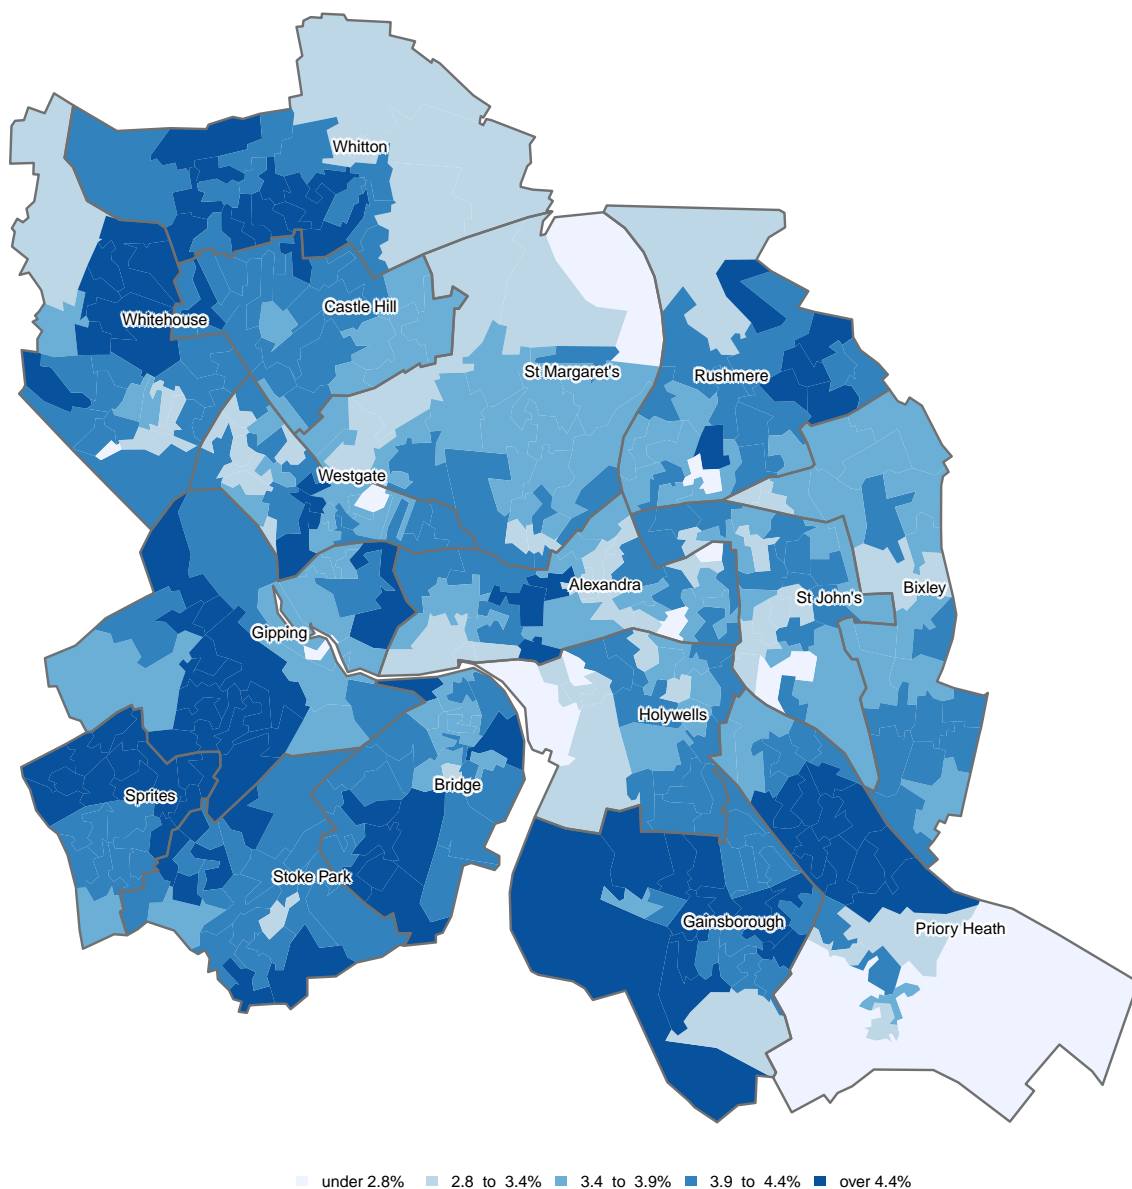 Whitton
Castle Hill
Whitehouse
St Margaret's
Rushmere
Westgate
Alexandra
St John's
Bixley
Gipping
Holywells
Sprites
Bridge
Stoke Park
Gainsborough
Priory Heath
under 2.8% 2.8 to 3.4% 3.4 to 3.9% 3.9 to 4.4% over 4.4%